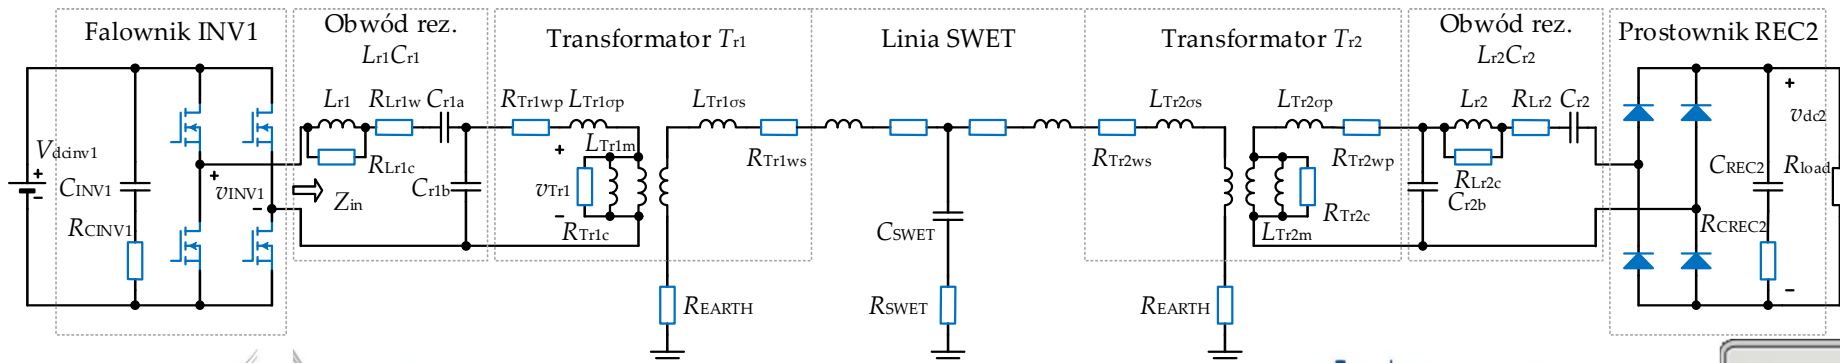 Falownik INV1
Obwód rez.
Lr1Cr1
Transformator Tr1
Linia SWET
Transformator Tr2
Obwód rez.
Lr2Cr2
Prostownik REC2
Vdcinv1
+
-
CINV1
RCINV1
+
vINV1
-
Zin
Lr1
RLr1w
Cr1a
RLr1c
Cr1b
RTr1wp
LTr1σp
+
vTr1
-
LTr1m
RTr1c
LTr1σs
RTr1ws
REARTH
CSWET
RSWET
RTr2ws
LTr2σs
REARTH
LTr2σp
RTr2wp
RTr2c
LTr2m
Lr2
RLr2
Cr2
RLr2c
Cr2b
+
vdc2
-
CREC2
Rload
RCREC2